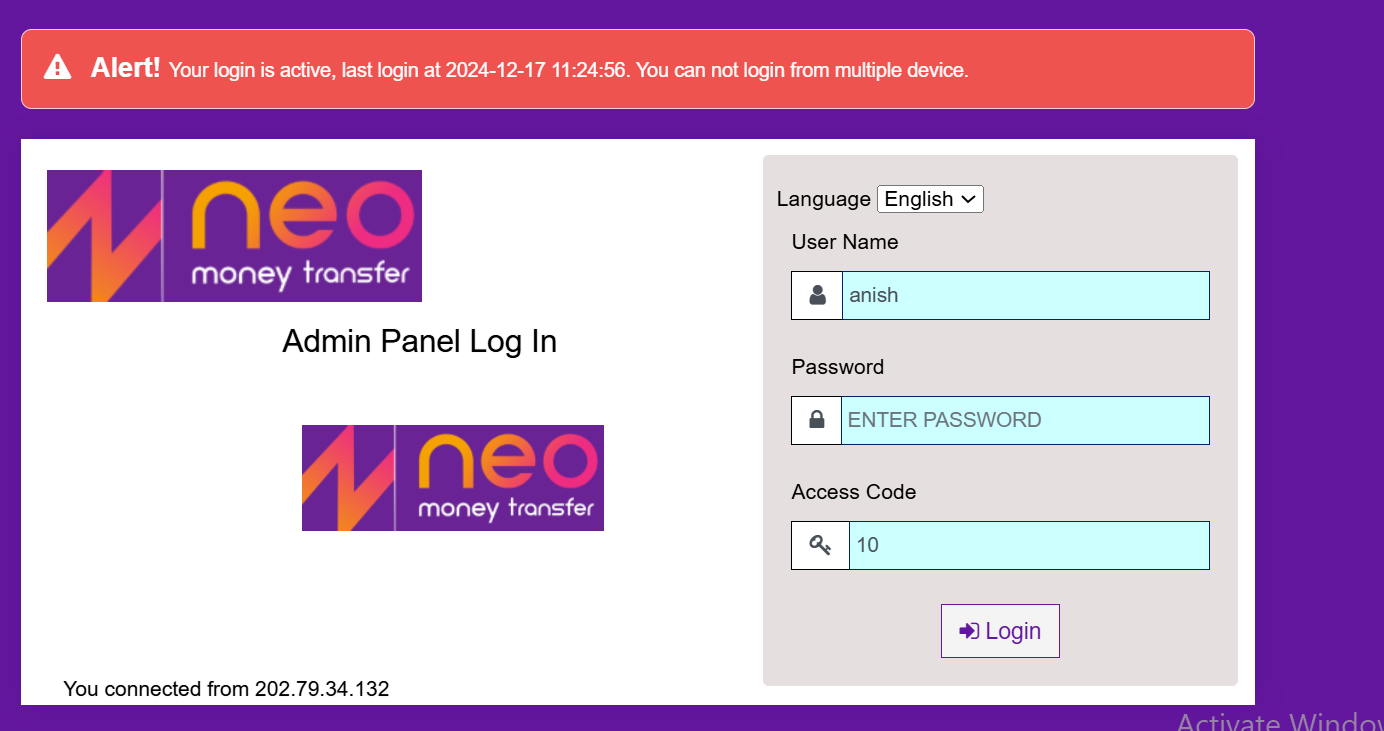 Alert! Your login is active, last login at 2024-12-17 11:24:56. You can not login from multiple device.
neo
money transfer
Admin Panel Log In
neo
money transfer
You connected from 202.79.34.132
Language English
User Name
anish
Password
ENTER PASSWORD
Access Code
10
Login
Activate Window